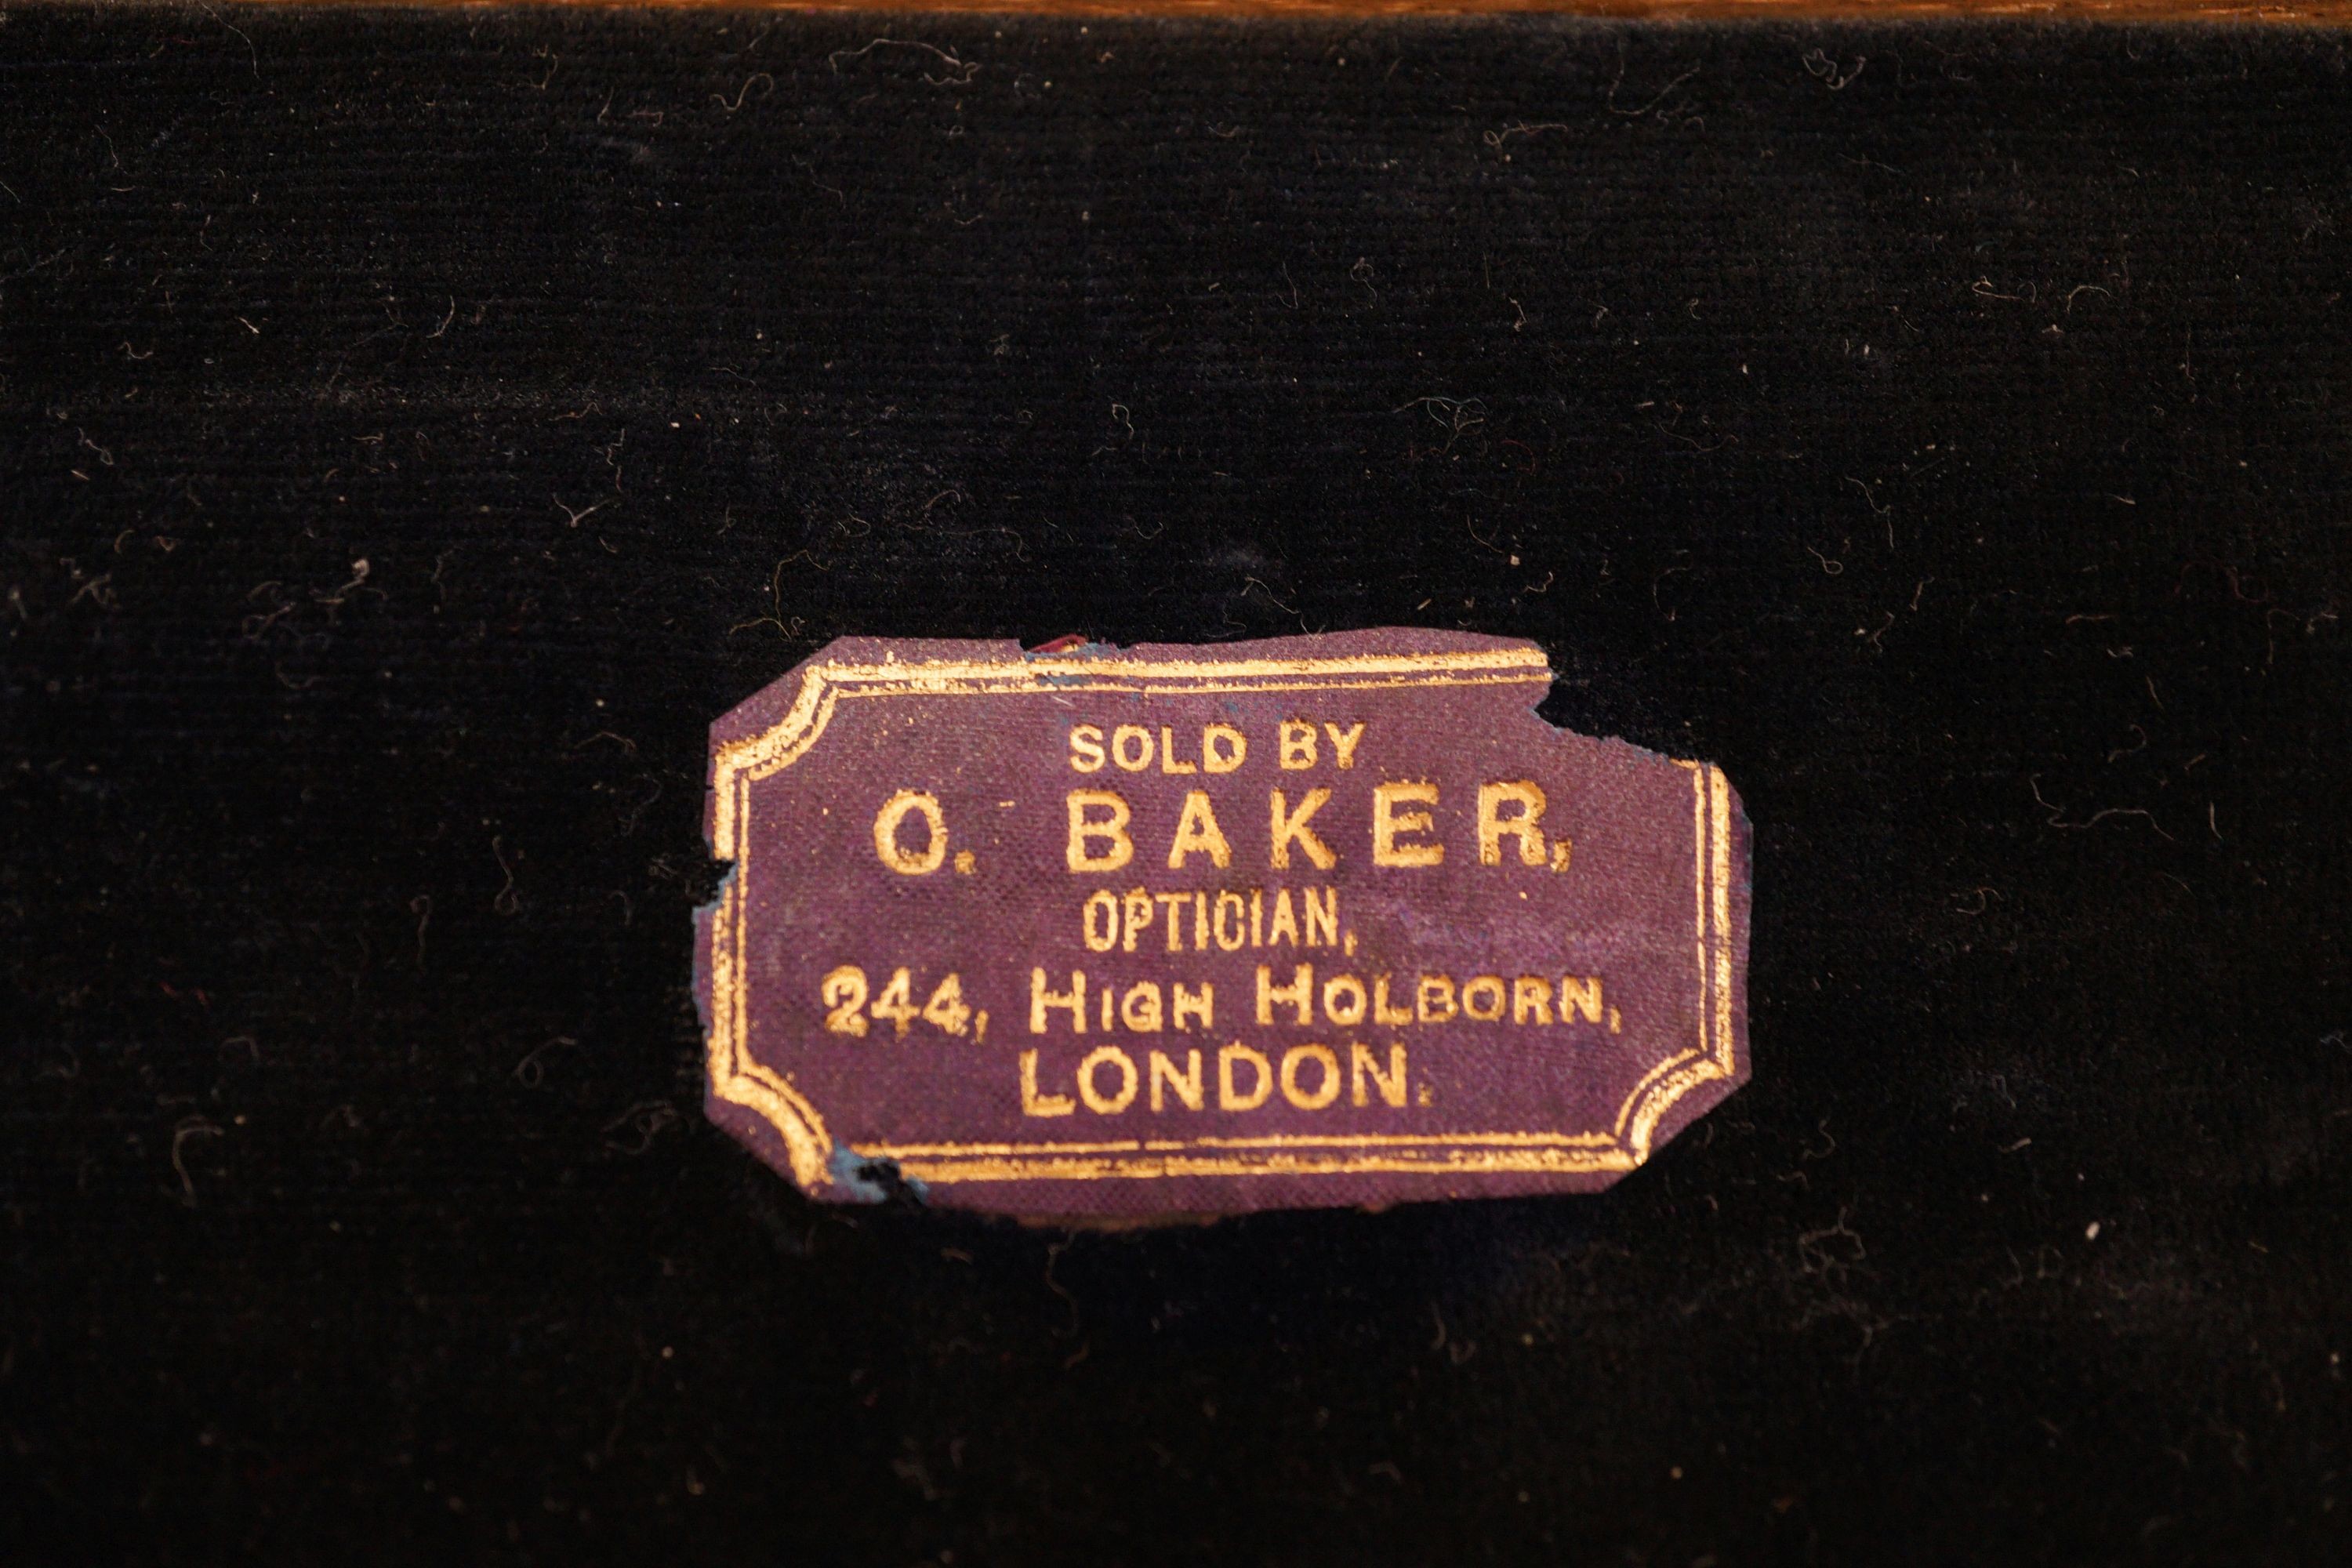 SOLD BY
O. BAKER,
OPTICIAN,
244, HIGH HOLBORN,
LONDON.